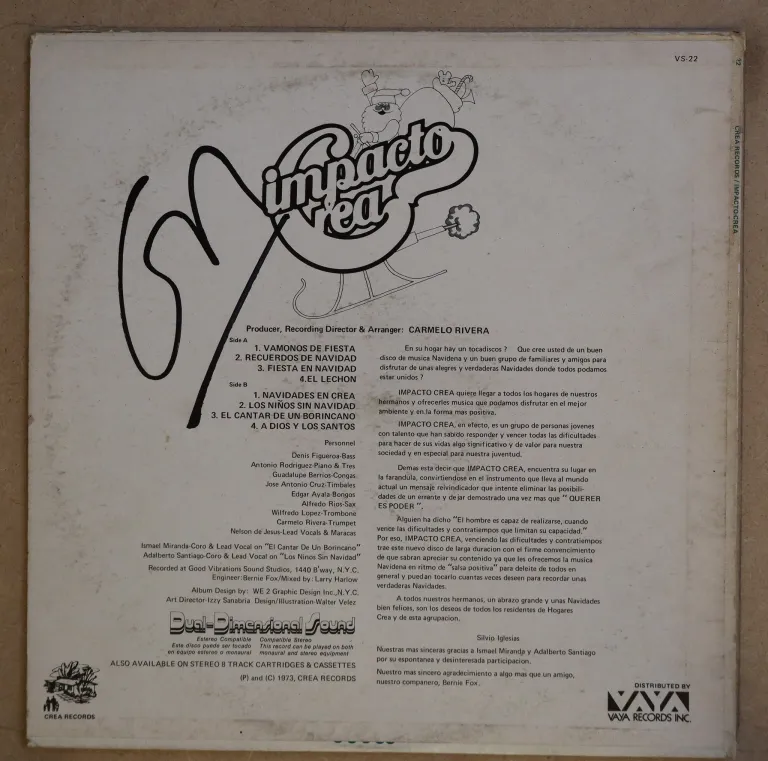 VS-22
22
CREA RECORDS / IMPACTO-CREA
impacto
Crea
Producer, Recording Director & Arranger: CARMELO RIVERA
Side A
1. VAMONOS DE FIESTA
2. RECUERDOS DE NAVIDAD
3. FIESTA EN NAVIDAD
4.EL LECHON
Side B
1. NAVIDADES EN CREA
2. LOS NIÑOS SIN NAVIDAD
3. EL CANTAR DE UN BORINCANO
4. A DIOS Y LOS SANTOS
Personnel
Denis Figueroa-Bass
Antonio Rodriguez-Piano & Tres
Guadalupe Berrios-Congas
Jose Antonio Cruz-Timbales
Edgar Ayala-Bongos
Alfredo Rios-Sax
Wilfredo Lopez-Trombone
Carmelo Rivera-Trumpet
Nelson de Jesus-Lead Vocals & Maracas
Ismael Miranda-Coro & Lead Vocal on "El Cantar De Un Borincano"
Adalberto Santiago-Coro & Lead Vocal on "Los Ninos Sin Navidad"
Recorded at Good Vibrations Sound Studios, 1440 B'way, N.Y.C.
Engineer:Bernie Fox/Mixed by: Larry Harlow
Album Design by: WE 2 Graphic Design Inc., N.Y.C.
Art Director-Izzy Sanabria Design/Illustration-Walter Velez
Dual-Dimensional Sound
Estereo Compatible Compatible Stereo
Este disco puede ser tocado This record can be played on both
en equipo estereo o monoural monaural and stereo equipment
ALSO AVAILABLE ON STEREO 8 TRACK CARTRIDGES & CASSETTES
(P) and (C) 1973, CREA RECORDS
CREA RECORDS
En su hogar hay un tocadiscos ? Que cree usted de un buen
disco de musica Navidena y un buen grupo de familiares y amigos para
disfrutar de unas alegres y verdaderas Navidades donde todos podamos
estar unidos ?
IMPACTO CREA quiere llegar a todos los hogares de nuestros
hermanos y ofrecerles musica que podamos disfrutar en el mejor
ambiente y en la forma mas positiva.
IMPACTO CREA, en efecto, es un grupo de personas jovenes
con talento que han sabido responder y vencer todas las dificultades
para hacer de sus vidas algo significativo y de valor para nuestra
sociedad y en especial para nuestra juventud.
Demas esta decir que IMPACTO CREA, encuentra su lugar en
la farandula, convirtiendose en el instrumento que lleva al mundo
actual un mensaje reivindicador que intente eliminar las posibili-
dades de un errante y dejar demostrado una vez mas que " QUERER
ES PODER ".
Alguien ha dicho "El hombre es capaz de realizarse, cuando
vence las dificultades y contratiempos que limitan su capacidad."
Por eso, IMPACTO CREA, venciendo las dificultades y contratiempos
trae este nuevo disco de larga duracion con el firme convencimiento
de que sabran apreciar su contenido ya que les ofrecemos la musica
Navidena en ritmo de "salsa positiva" para deleite de todos en
general y puedan tocarlo cuantas veces deseen para recordar unas
verdaderas Navidades.
A todos nuestros hermanos, un abrazo grande y unas Navidades
bien felices, son los deseos de todos los residentes de Hogares
Crea y de esta agrupacion.
Silvio Iglesias
Nuestras mas sinceras gracias a Ismael Miranda y Adalberto Santiago
por su espontanea y desinteresada participacion.
Nuestro mas sincero agradecimiento a algo mas que un amigo,
nuestro companero, Bernie Fox.
DISTRIBUTED BY
VAYA
VAYA RECORDS INC.